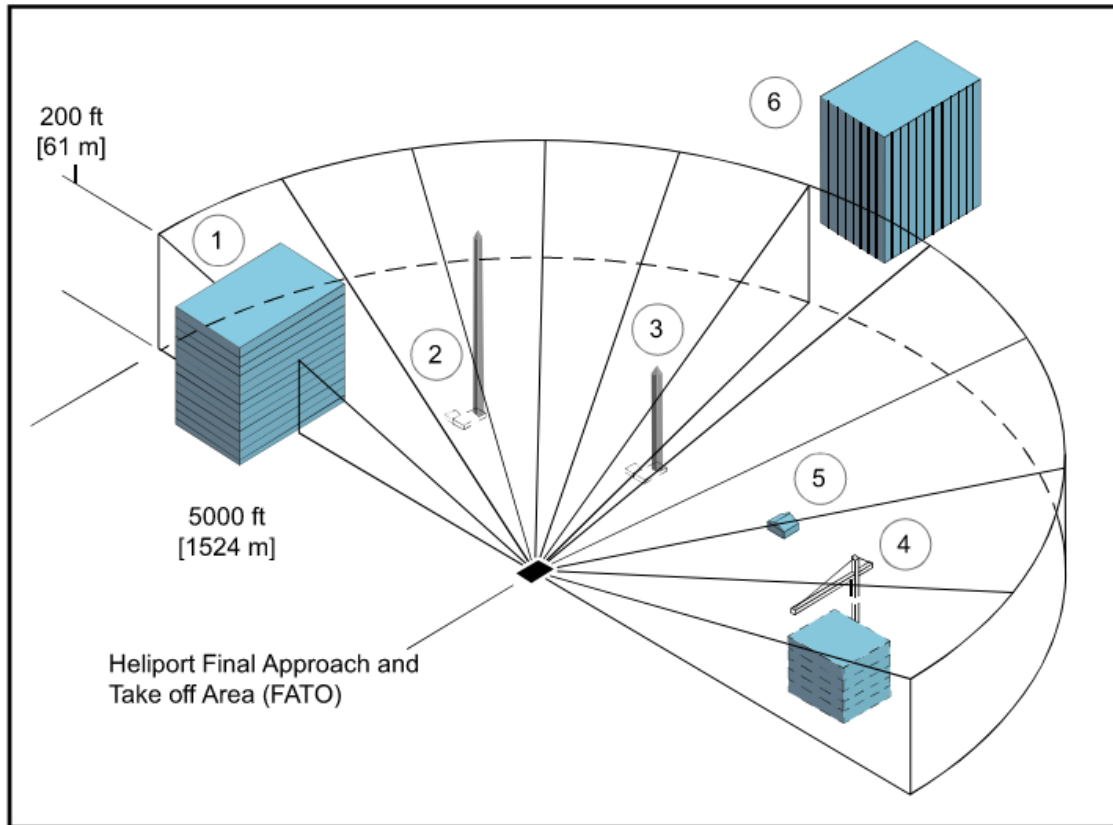 200 ft
[61 m]
6
1
2
3
5
4
5000 ft
[1524 m]
Heliport Final Approach and
Take off Area (FATO)